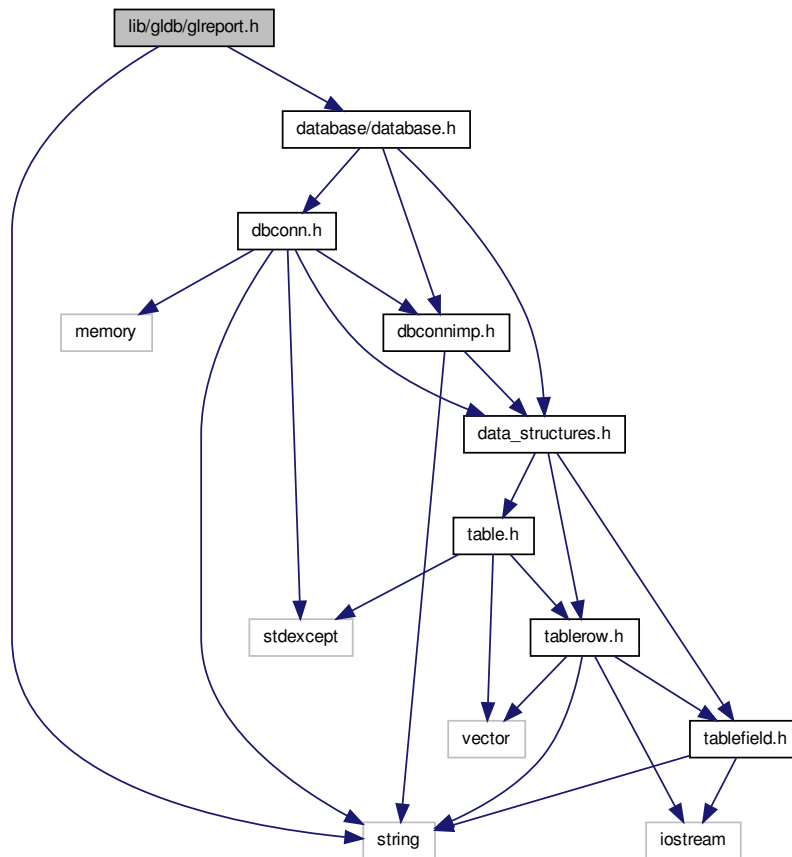 lib/gldb/glreport.h
database/database.h
dbconn.h
memory
dbconnimp.h
data_structures.h
table.h
stdexcept
tablerow.h
vector
tablefield.h
string
iostream